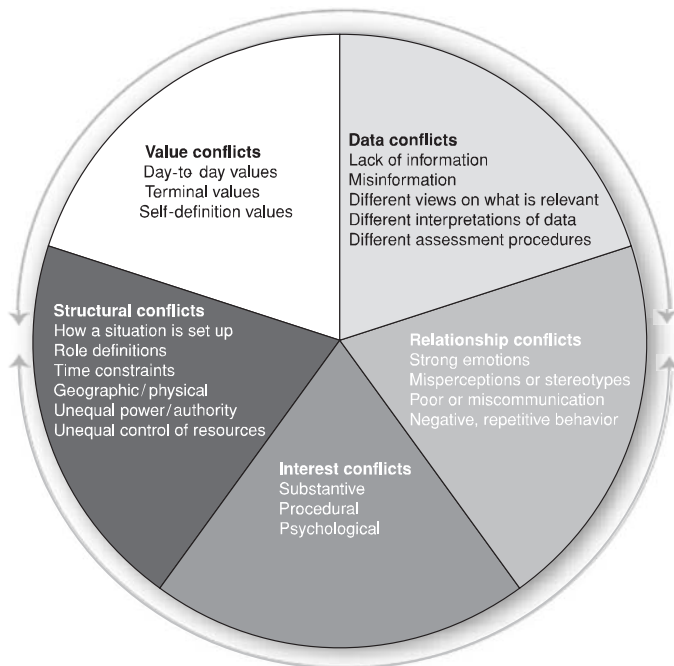 Value conflicts
Day-to day values
Terminal values
Self-definition values
Data conflicts
Lack of information
Misinformation
Different views on what is relevant
Different interpretations of data
Different assessment procedures
Structural conflicts
How a situation is set up
Role definitions
Time constraints
Geographic/physical
Unequal power/authority
Unequal control of resources
Relationship conflicts
Strong emotions
Misperceptions or stereotypes
Poor or miscommunication
Negative, repetitive behavior
Interest conflicts
Substantive
Procedural
Psychological